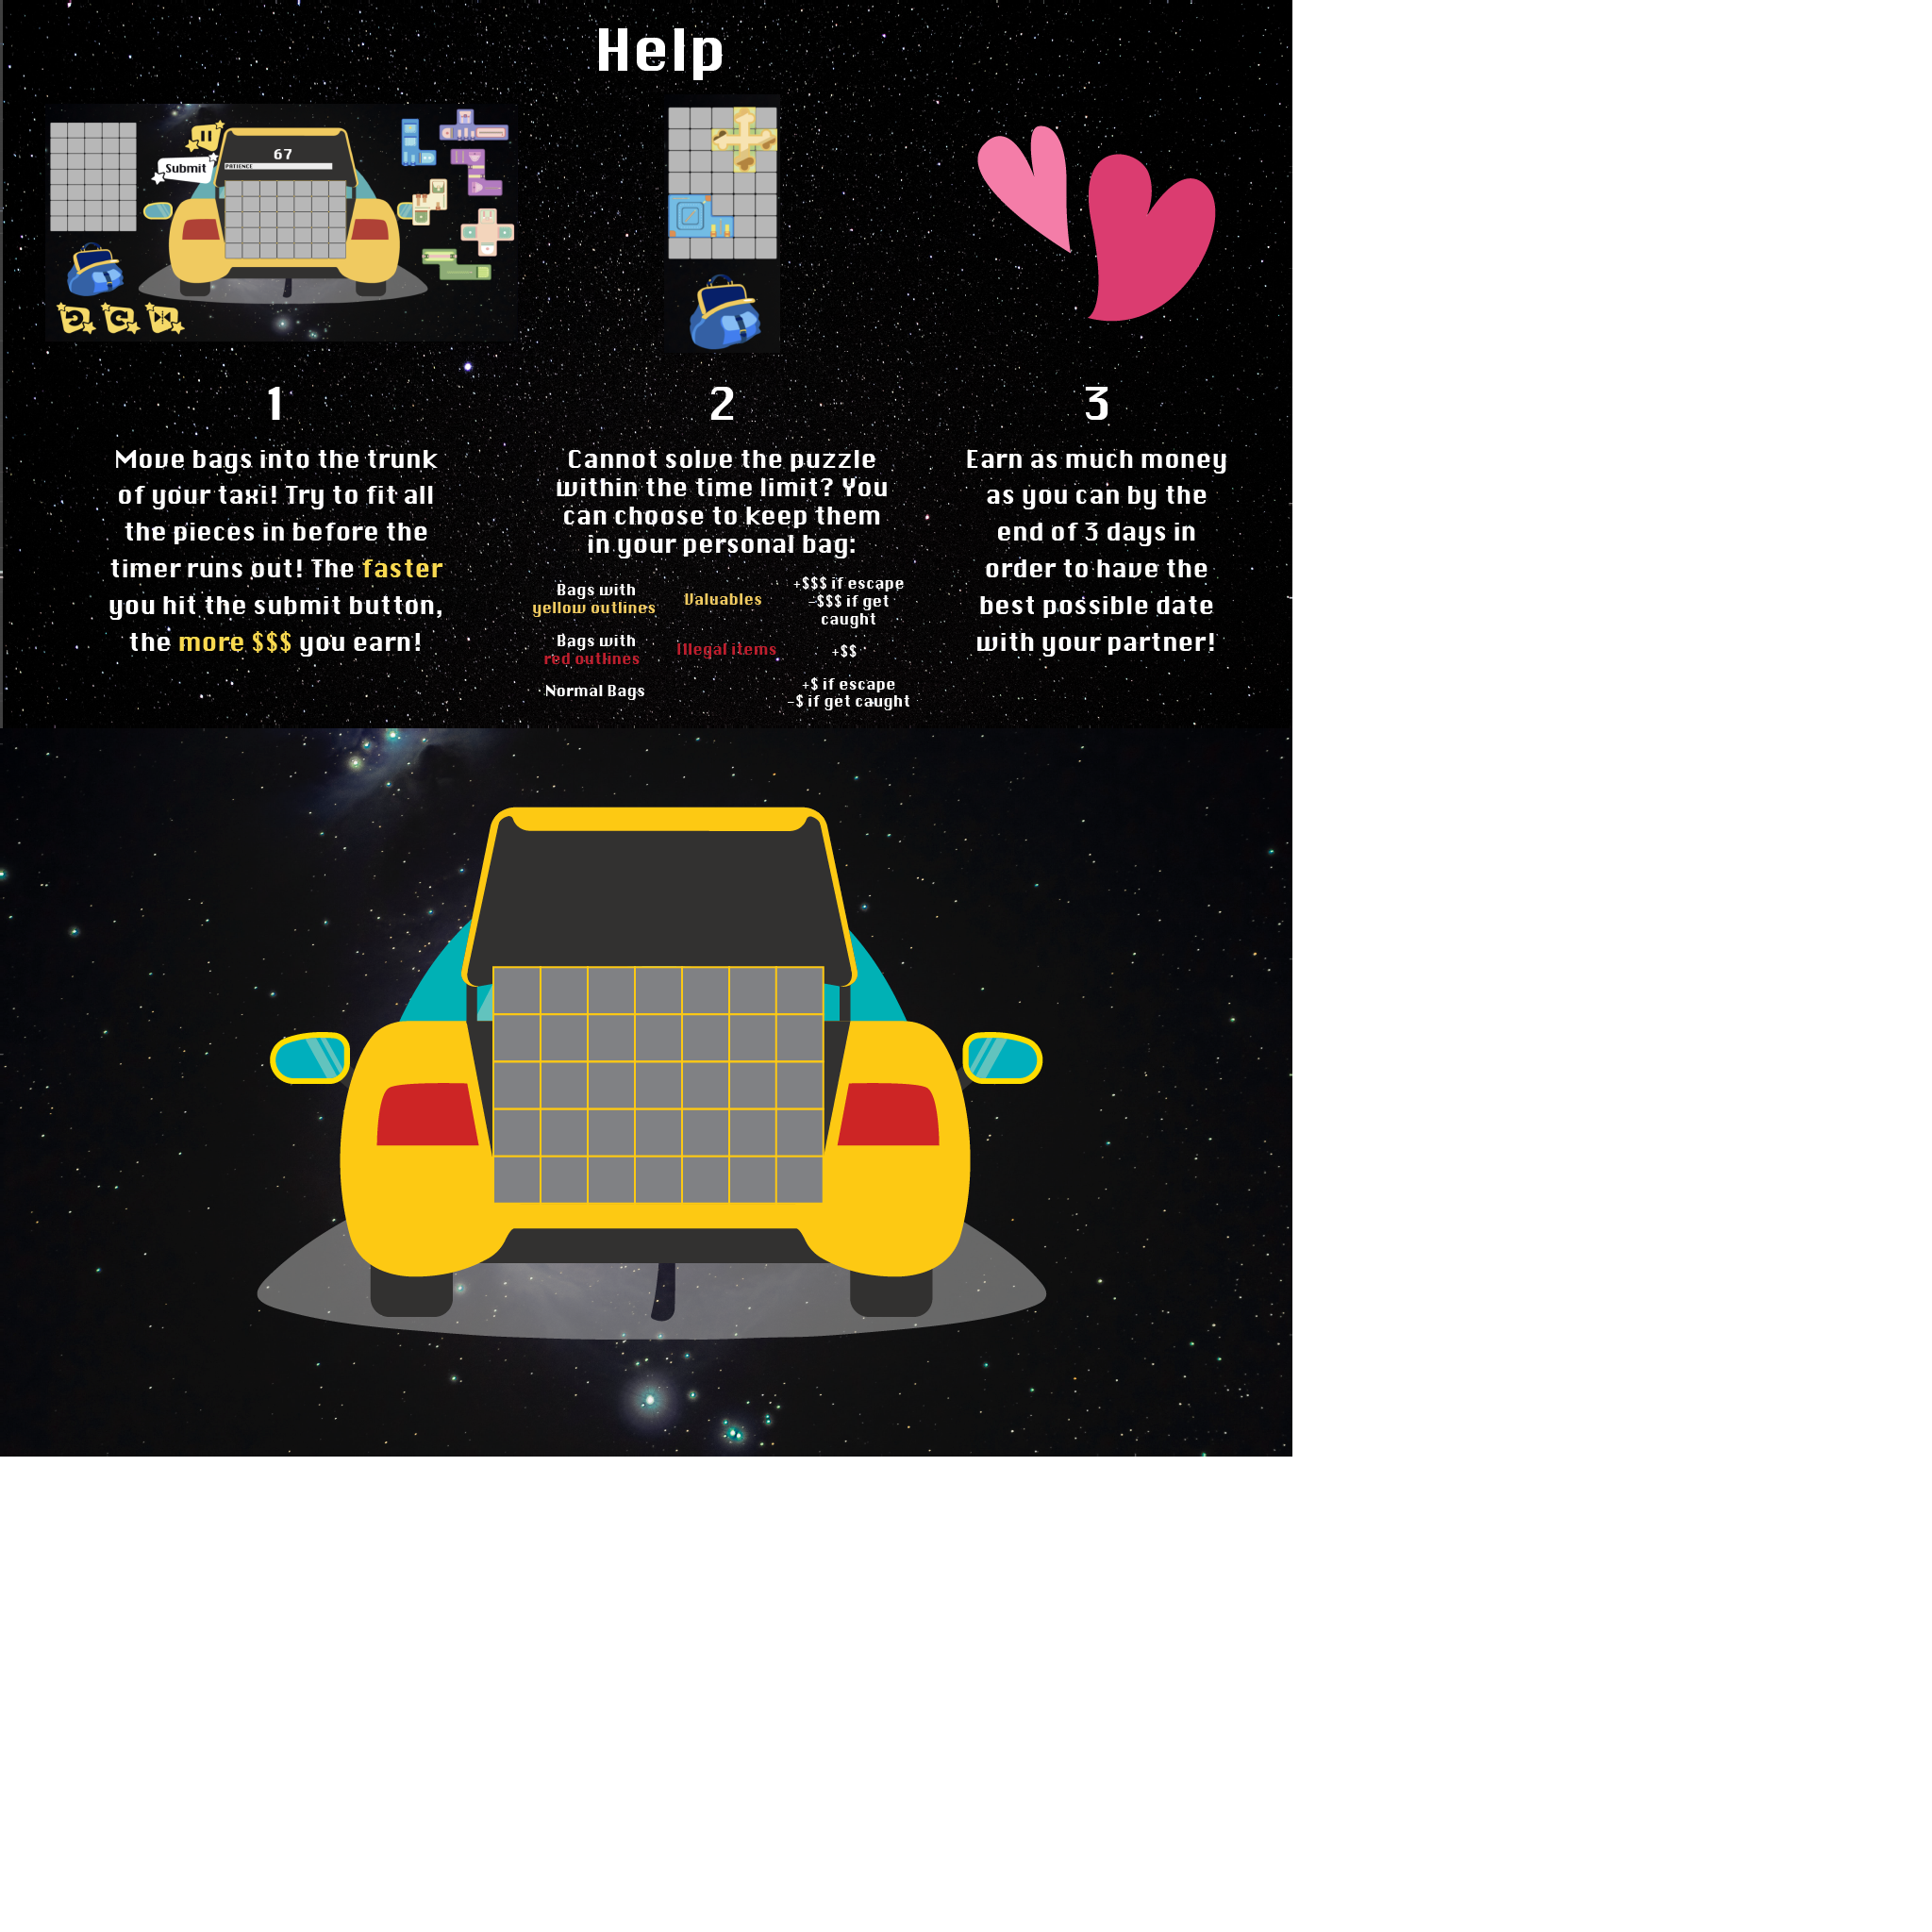 Help
67
PATIENCE
Submit
1
Move bags into the trunk
of your taxi! Try to fit all
the pieces in before the
timer runs out! The faster
you hit the submit button,
the more $$$ you earn!
2
Cannot solve the puzzle
within the time limit? You
can choose to keep them
in your personal bag:
Bags with
yellow outlines
Valuables
+$$$ if escape
-$$$ if get
caught
Bags with
red outlines
Illegal items
+$$
Normal Bags
+$ if escape
-$ if get caught
3
Earn as much money
as you can by the
end of 3 days in
order to have the
best possible date
with your partner!